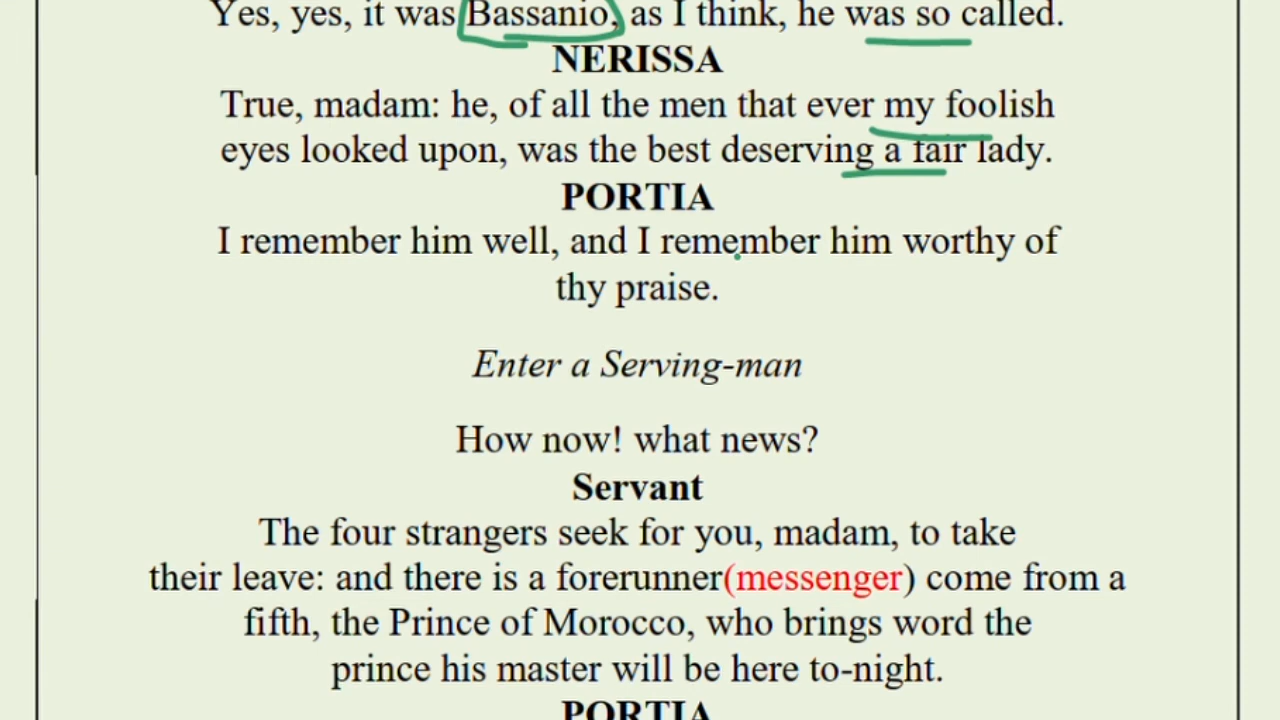 Yes, yes, it was Bassanio, as I think, he was so called.
NERISSA
True, madam: he, of all the men that ever my foolish
eyes looked upon, was the best deserving a fair lady.
PORTIA
I remember him well, and I remember him worthy of
thy praise.
Enter a Serving-man
How now! what news?
Servant
The four strangers seek for you, madam, to take
their leave: and there is a forerunner(messenger) come from a
fifth, the Prince of Morocco, who brings word the
prince his master will be here to-night.
PORTIA